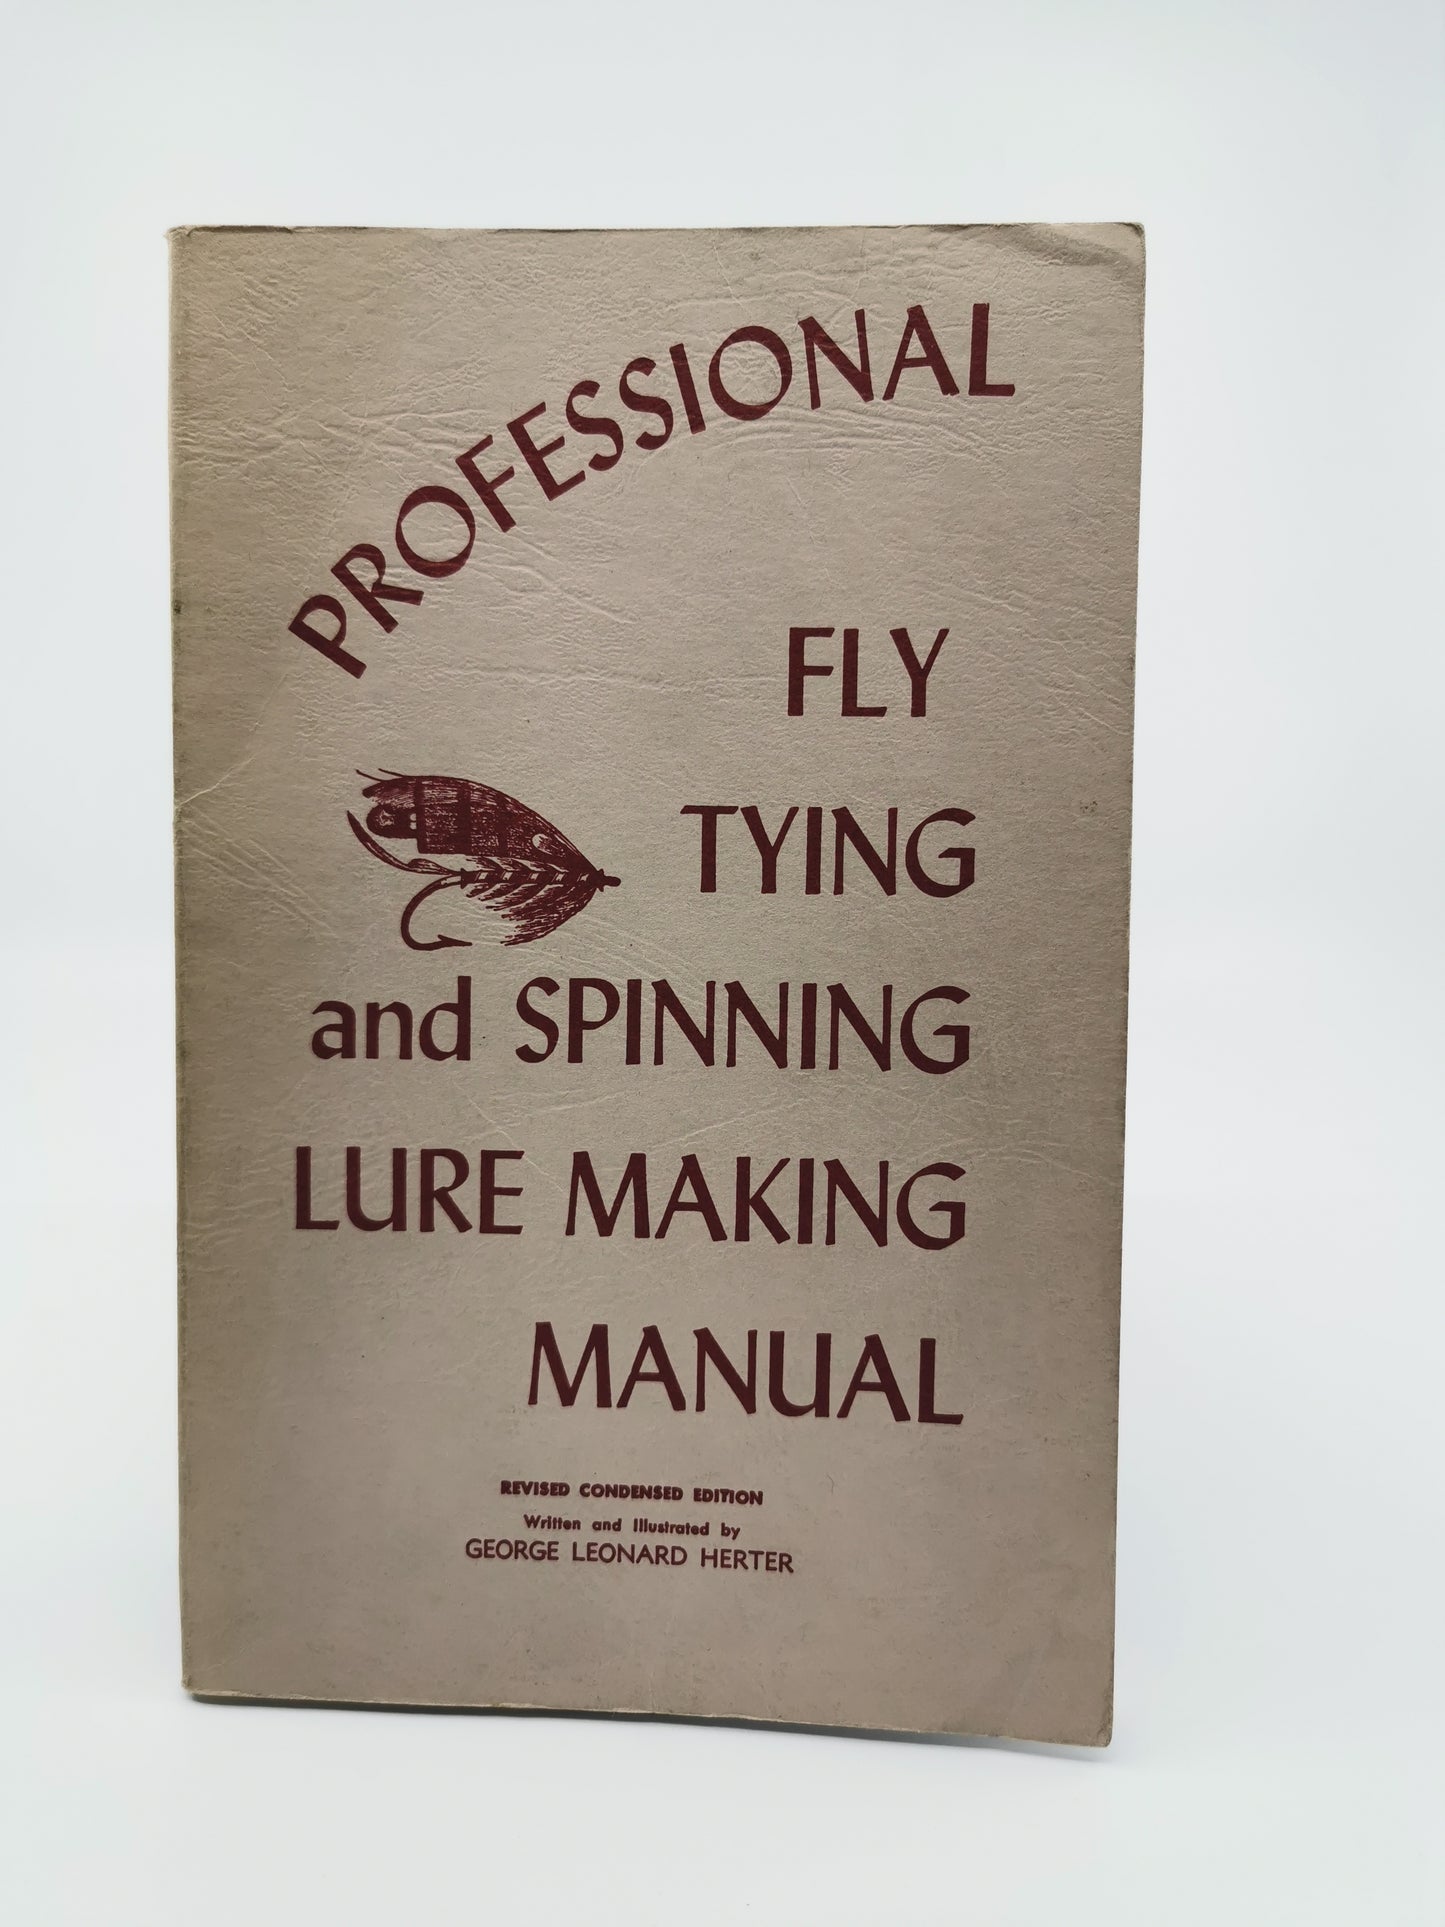 PROFESSIONAL
FLY
TYING
and SPINNING
LURE MAKING
MANUAL
REVISED CONDENSED EDITION
Written and Illustrated by
GEORGE LEONARD HERTER